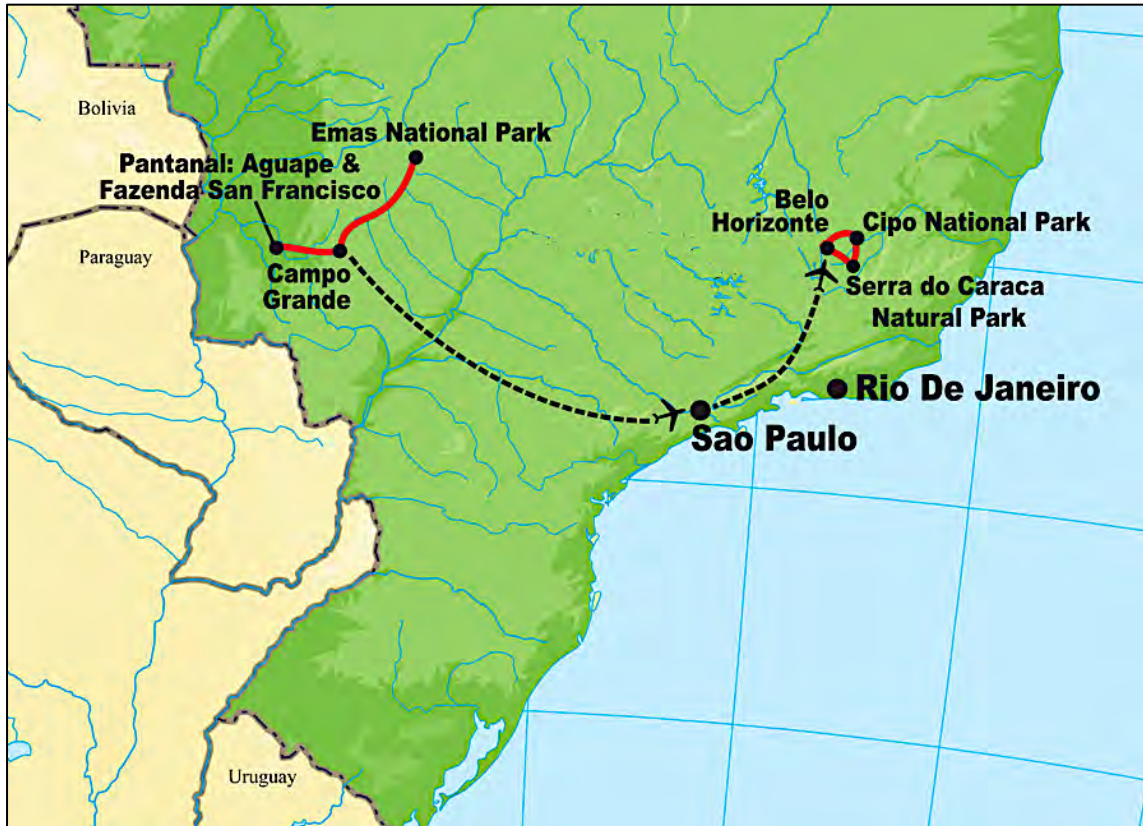 Bolivia
Emas National Park
Pantanal: Aguape &
Fazenda San Francisco
Belo
Horizonte
Cipo National Park
Paraguay
Campo
Grande
Serra do Caraca
Natural Park
Rio De Janeiro
Sao Paulo
Uruguay